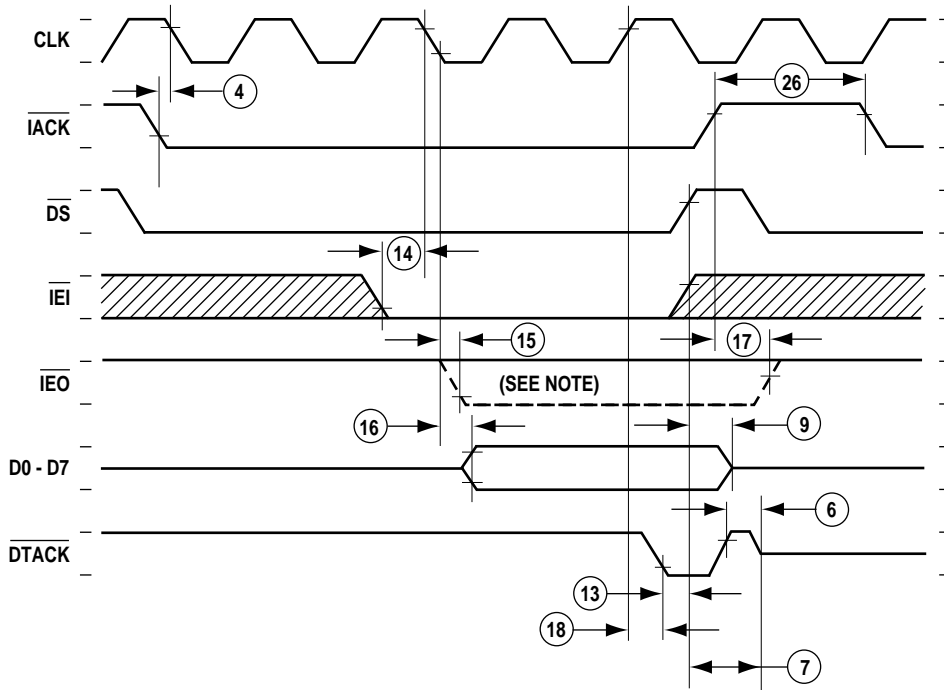 CLK
4
26
IACK
DS
14
IEI
15
17
IEO
(SEE NOTE)
16
9
D0 - D7
6
DTACK
13
18
7